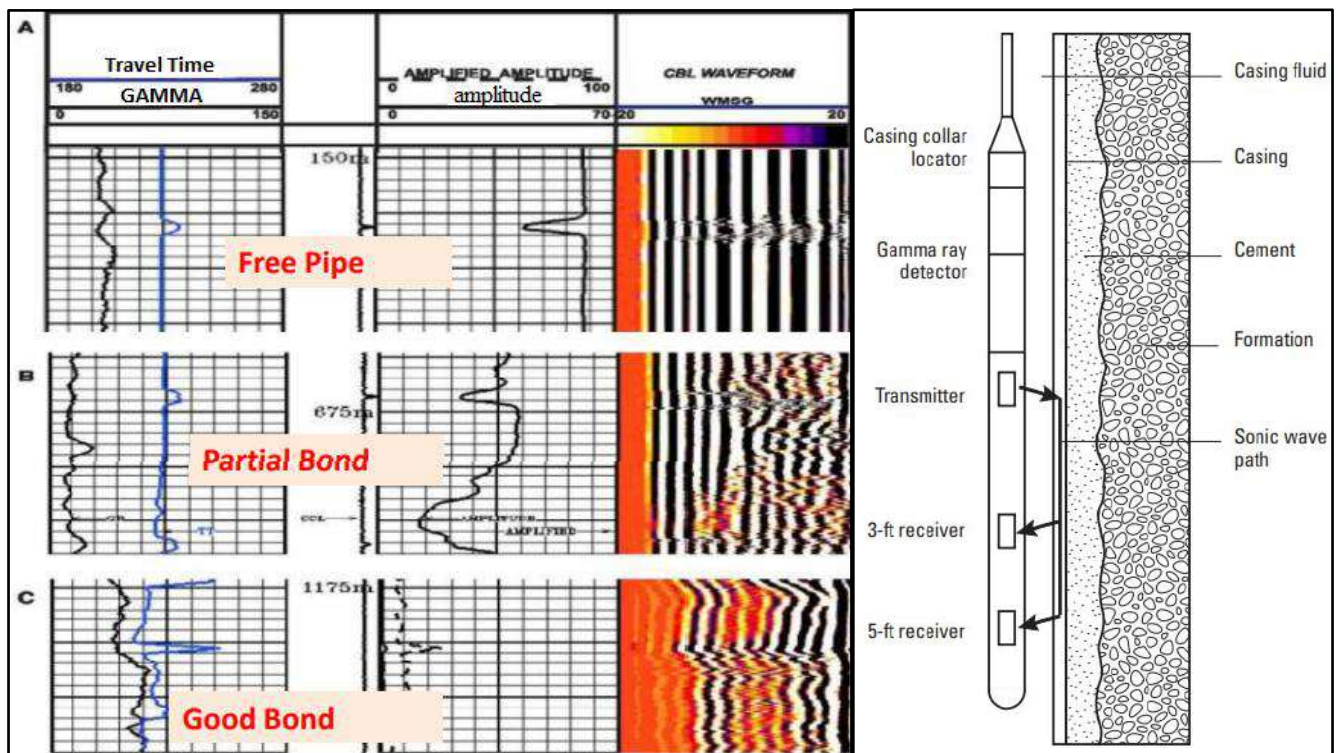 A
Travel Time
180 280
GAMMA
0 150
AMPLIFIED AMPLITUDE
0 100
amplitude
0 70
CBL WAVEFORM
WMSG
-20 20
150m
Free Pipe
B
675m
Partial Bond
GR
TT
CCL
AMPLITUDE
AMPLIFIED
C
1175m
Good Bond
Casing fluid
Casing collar
locator
Casing
Gamma ray
detector
Cement
Formation
Transmitter
Sonic wave
path
3-ft receiver
5-ft receiver